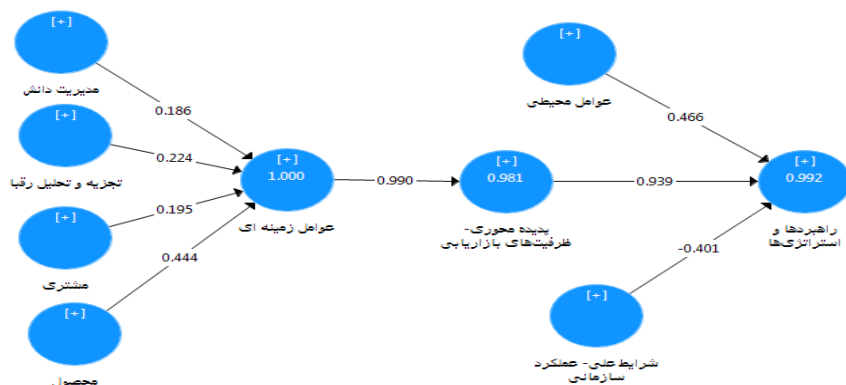 [+]
مدیریت دانش
0.186
[+]
تجزیه و تحلیل رقبا
0.224
[+]
مشتری
0.195
[+]
محصول
0.444
[+]
1.000
عوامل زمینه ای
0.990
[+]
0.981
پدیده محوری-
ظرفیت‌های بازاریابی
0.939
[+]
عوامل محیطی
0.466
[+]
0.992
راهبردها و
استراتژی‌ها
-0.401
[+]
شرایط علی- عملکرد
سازمانی